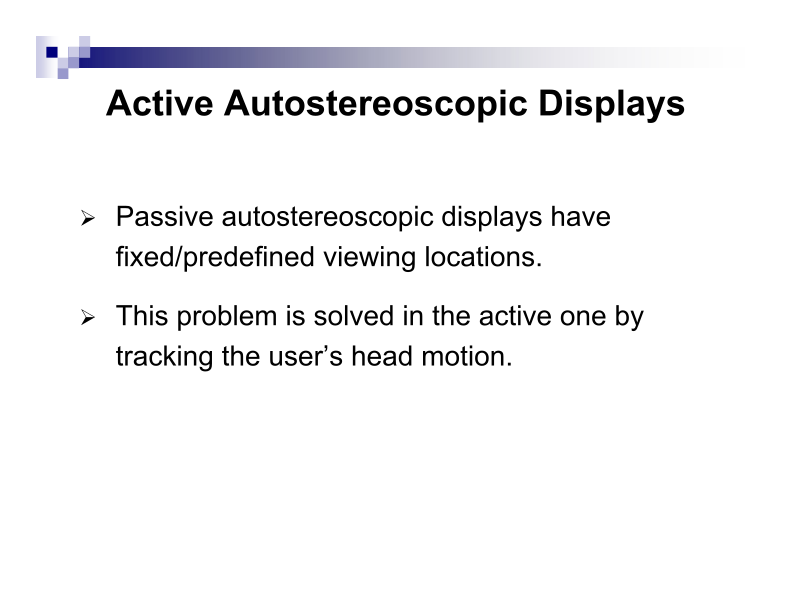 Active Autostereoscopic Displays
➢ Passive autostereoscopic displays have
fixed/predefined viewing locations.
➢ This problem is solved in the active one by
tracking the user’s head motion.